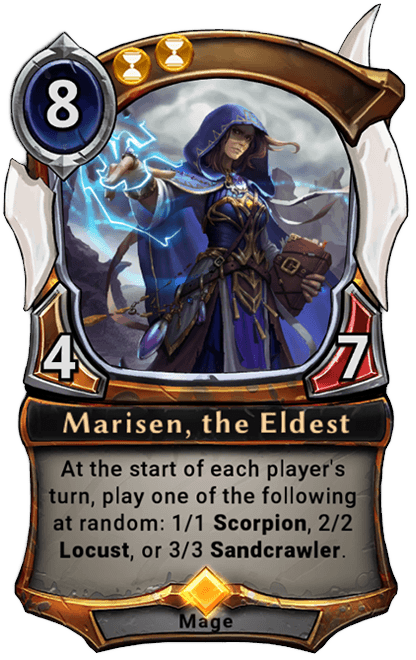 8
4
7
Marisen, the Eldest
At the start of each player's
turn, play one of the following
at random: 1/1 Scorpion, 2/2
Locust, or 3/3 Sandcrawler.
Mage